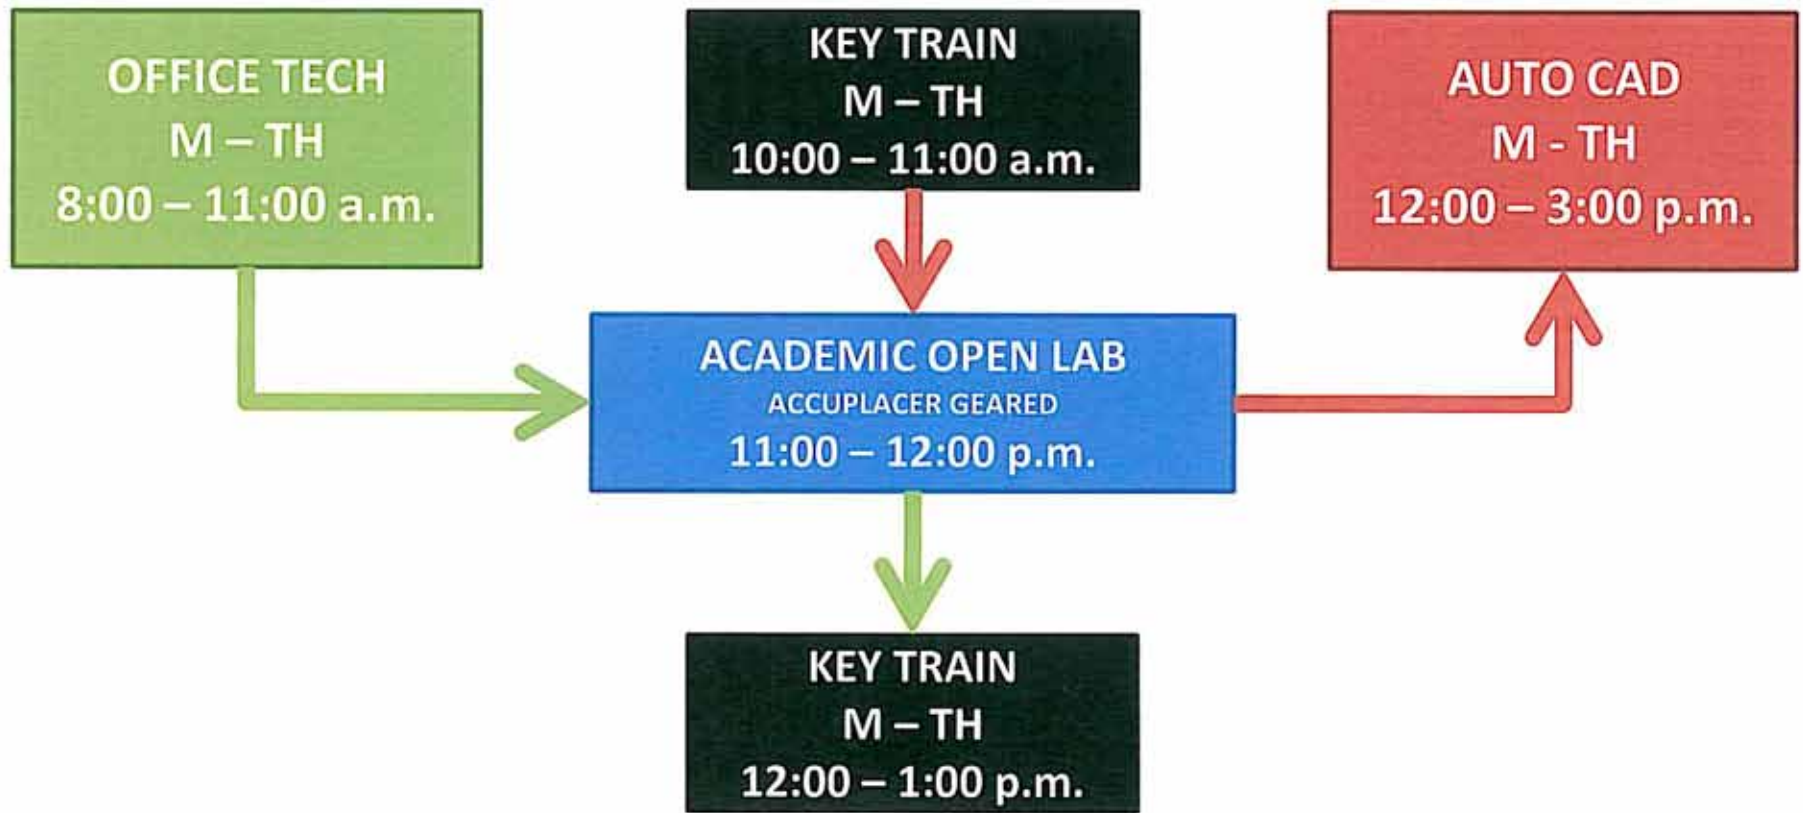 OFFICE TECH
M – TH
8:00 – 11:00 a.m.
KEY TRAIN
M – TH
10:00 – 11:00 a.m.
AUTO CAD
M - TH
12:00 – 3:00 p.m.
ACADEMIC OPEN LAB
ACCUPLACER GEARED
11:00 – 12:00 p.m.
KEY TRAIN
M – TH
12:00 – 1:00 p.m.